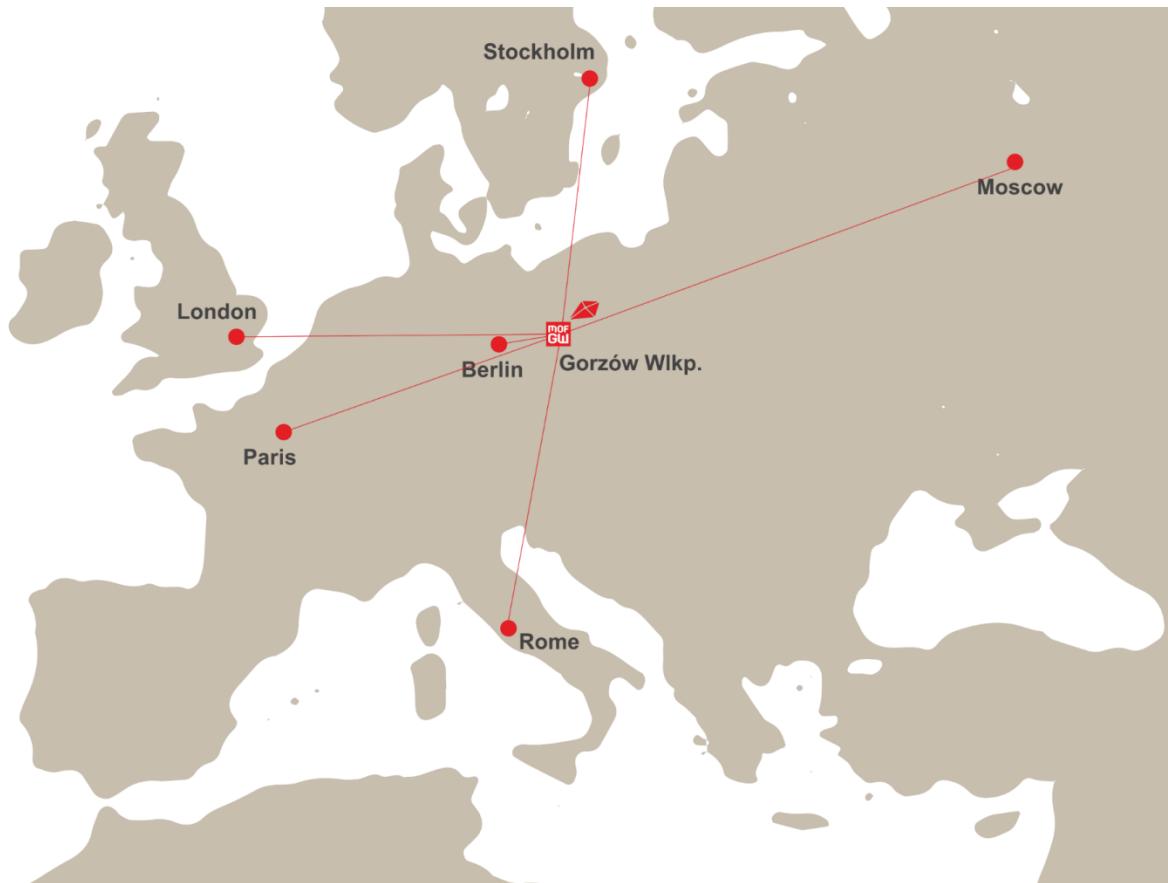 Stockholm
Moscow
London
MOF
GW
Berlin
Gorzów Wlkp.
Paris
Rome